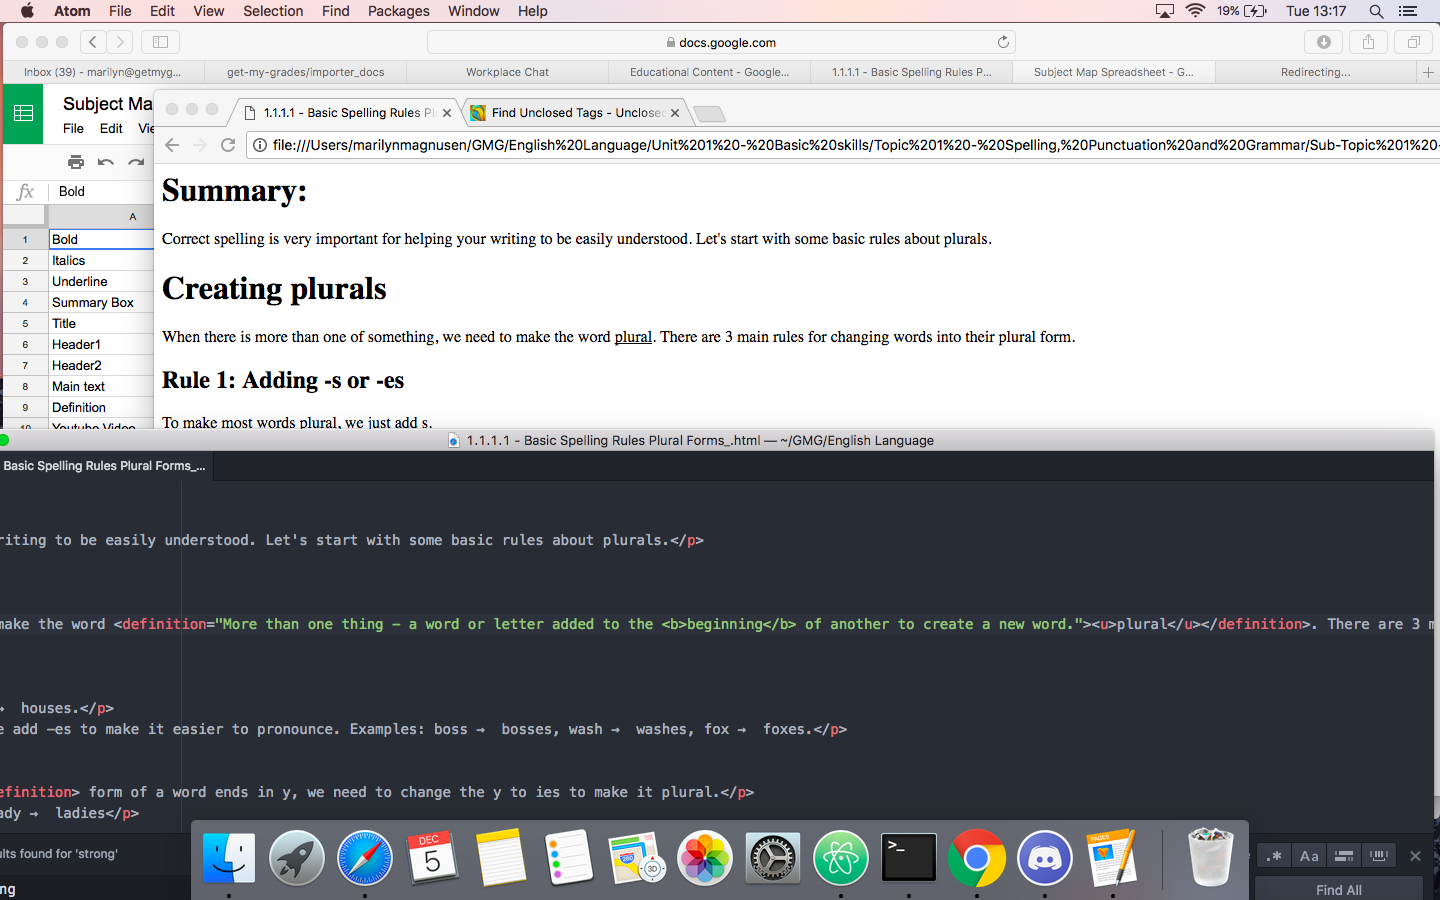 Atom File Edit View Selection Find Packages Window Help 19% Tue 13:17
docs.google.com
Inbox (39) - marilyn@getmyg... get-my-grades/importer_docs Workplace Chat Educational Content - Google... 1.1.1.1 - Basic Spelling Rules P... Subject Map Spreadsheet - G... Redirecting...
Subject Ma
File Edit Vie
1.1.1.1 - Basic Spelling Rules Pl Find Unclosed Tags - Unclosed
file:///Users/marilynmagnusen/GMG/English%20Language/Unit%201%20-%20Basic%20skills/Topic%201%20-%20Spelling,%20Punctuation%20and%20Grammar/Sub-Topic%201%20-
fx Bold
A
1 Bold
2 Italics
3 Underline
4 Summary Box
5 Title
6 Header1
7 Header2
8 Main text
9 Definition
10 Youtube Video
Summary:
Correct spelling is very important for helping your writing to be easily understood. Let's start with some basic rules about plurals.
Creating plurals
When there is more than one of something, we need to make the word plural. There are 3 main rules for changing words into their plural form.
Rule 1: Adding -s or -es
To make most words plural, we just add s.
1.1.1.1 - Basic Spelling Rules Plural Forms_.html — ~/GMG/English Language
Basic Spelling Rules Plural Forms_...
riting to be easily understood. Let's start with some basic rules about plurals.</p>
make the word <definition="More than one thing – a word or letter added to the <b>beginning</b> of another to create a new word."><u>plural</u></definition>. There are 3 m
→ houses.</p>
e add –es to make it easier to pronounce. Examples: boss → bosses, wash → washes, fox → foxes.</p>
efinition> form of a word ends in y, we need to change the y to ies to make it plural.</p>
ady → ladies</p>
ults found for 'strong'
.* Aa
ng
Find All
DEC
5
280
3D
PAGES
>_